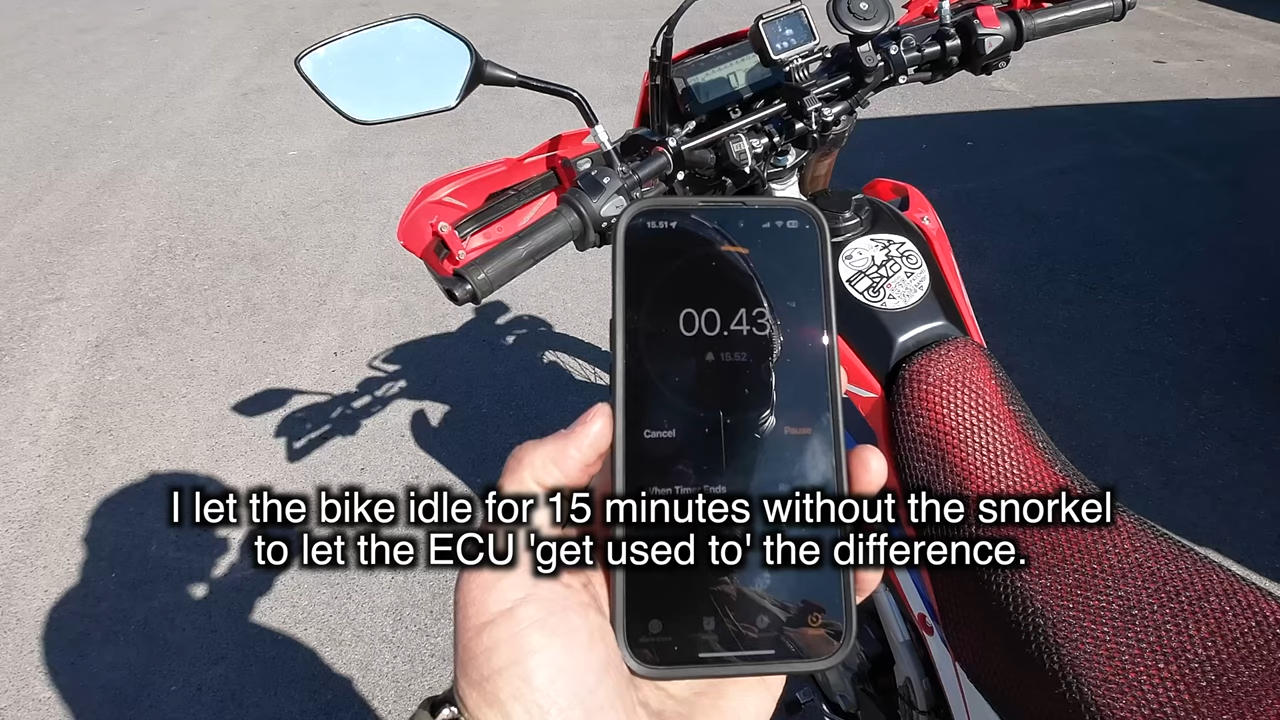 15.51
00.43
15.52
Cancel
Pause
When Timer Ends
I let the bike idle for 15 minutes without the snorkel
to let the ECU 'get used to' the difference.